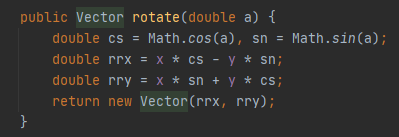 public Vector rotate(double a) {
    double cs = Math.cos(a), sn = Math.sin(a);
    double rrx = x * cs - y * sn;
    double rry = x * sn + y * cs;
    return new Vector(rrx, rry);
}